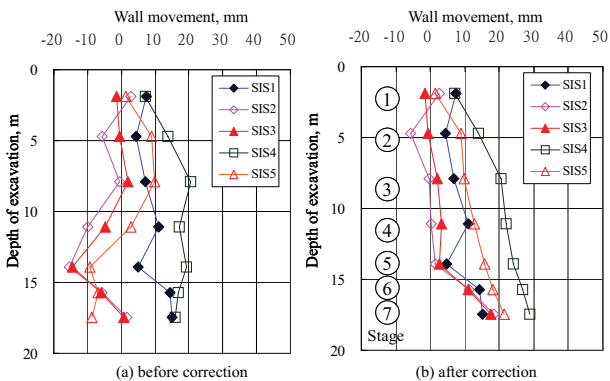 Wall movement, mm
-20 -10 0 10 20 30 40 50
Depth of excavation, m
0
5
10
15
20
SIS1
SIS2
SIS3
SIS4
SIS5
(a) before correction
Wall movement, mm
-20 -10 0 10 20 30 40 50
Depth of excavation, m
0
5
10
15
20
1
2
3
4
5
6
7
Stage
SIS1
SIS2
SIS3
SIS4
SIS5
(b) after correction